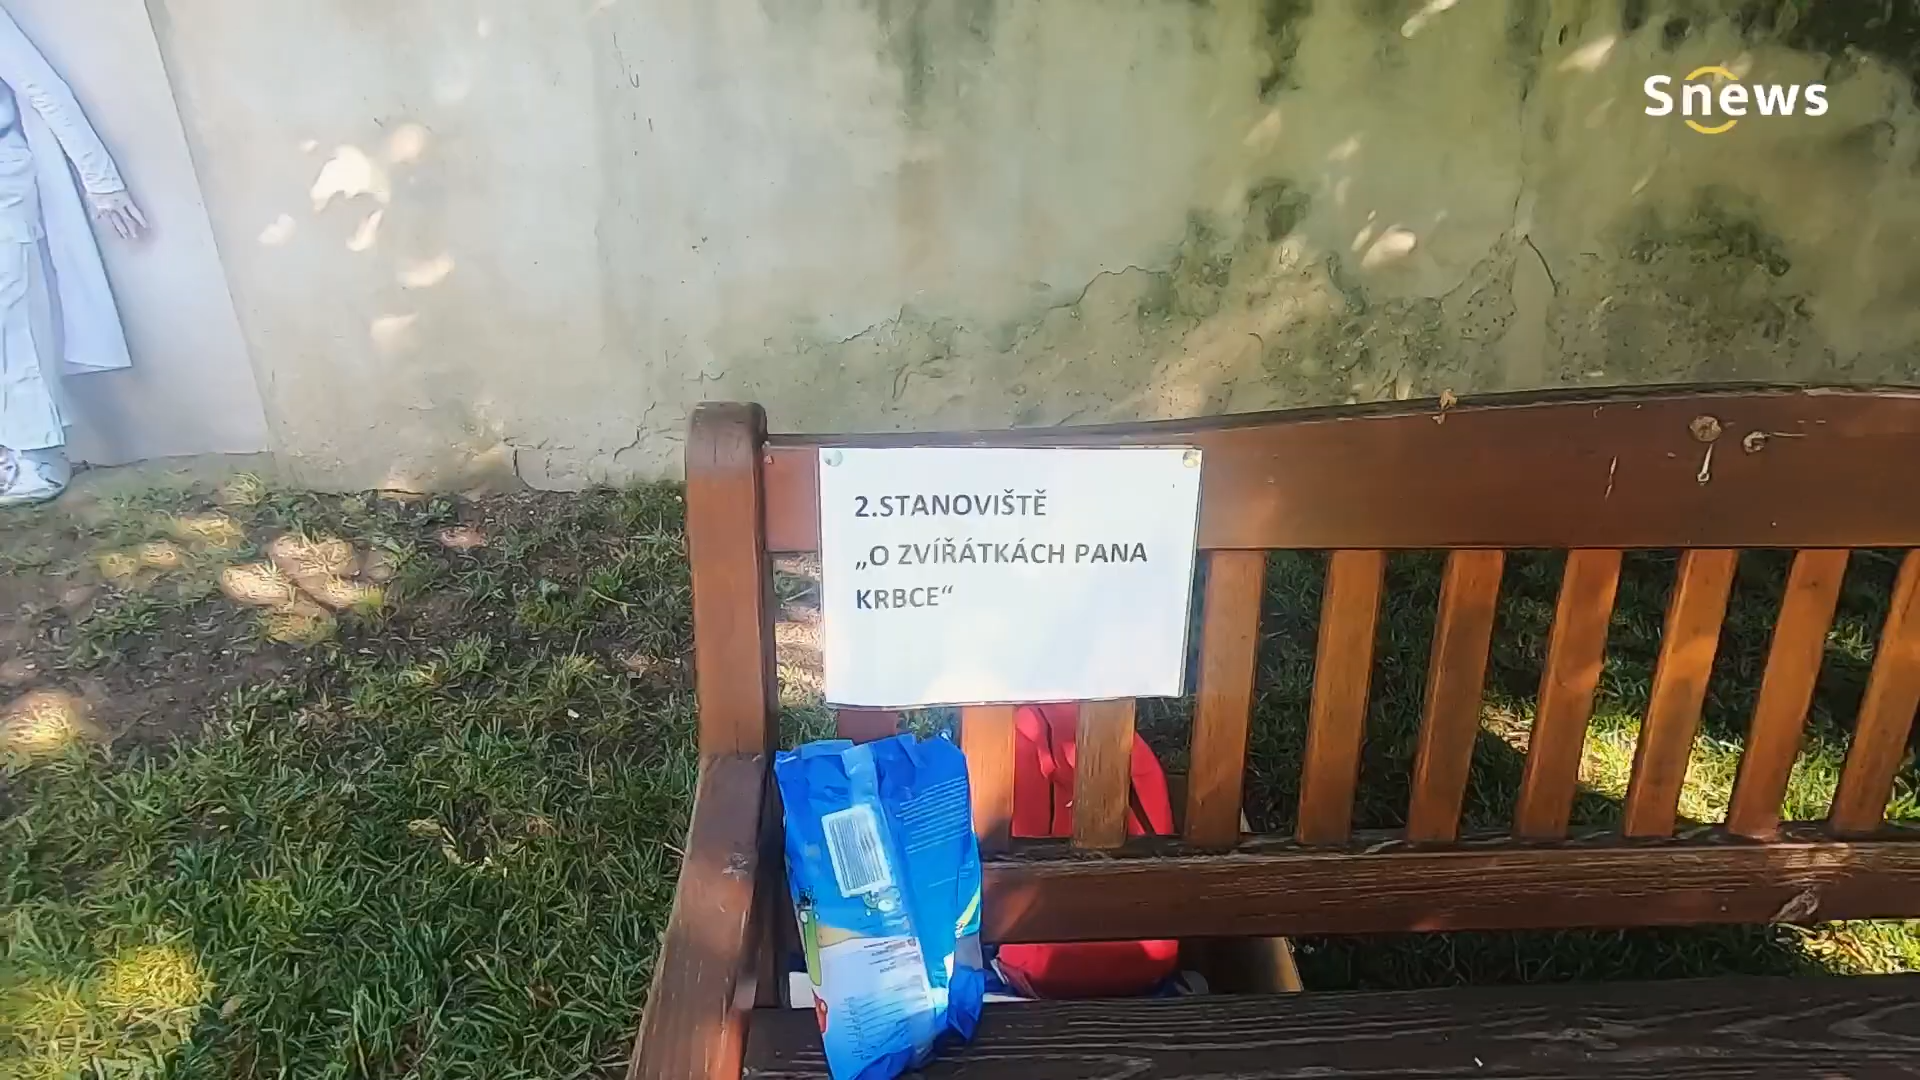 Snews
2.STANOVIŠTĚ
„O ZVÍŘÁTKÁCH PANA
KRBCE“